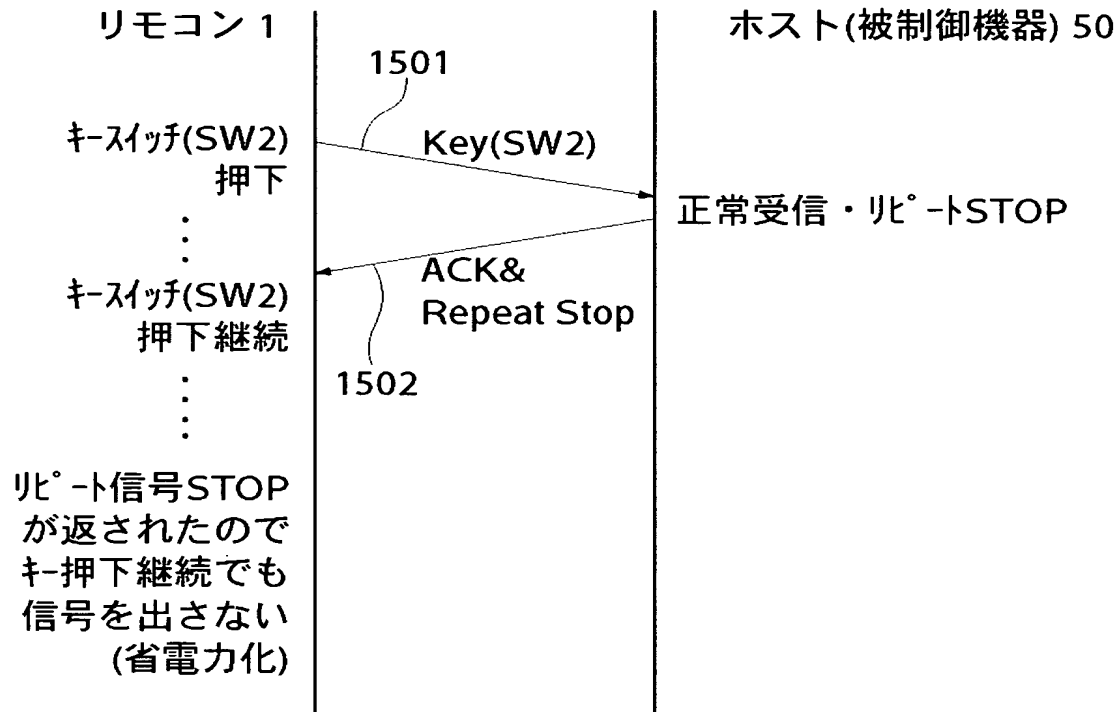 リモコン 1
ホスト(被制御機器) 50
1501
ｷｰｽｲｯﾁ(SW2)
押下
Key(SW2)
正常受信・ﾘﾋﾟｰﾄSTOP
ACK&
Repeat Stop
ｷｰｽｲｯﾁ(SW2)
押下継続
1502
ﾘﾋﾟｰﾄ信号STOP
が返されたので
ｷｰ押下継続でも
信号を出さない
(省電力化)